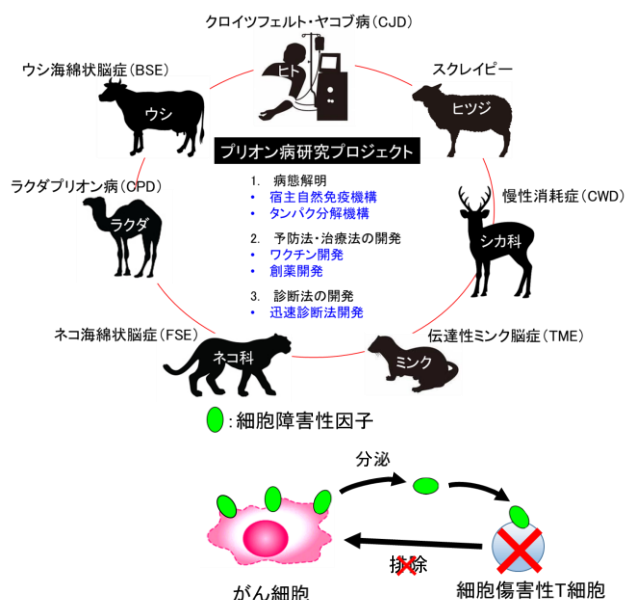 クロイツフェルト・ヤコブ病(CJD)
ヒト
ウシ海綿状脳症(BSE)
ウシ
スクレイピー
ヒツジ
プリオン病研究プロジェクト
ラクダプリオン病(CPD)
ラクダ
1. 病態解明
• 宿主自然免疫機構
• タンパク分解機構
2. 予防法・治療法の開発
• ワクチン開発
• 創薬開発
3. 診断法の開発
• 迅速診断法開発
慢性消耗症(CWD)
シカ科
ネコ海綿状脳症(FSE)
ネコ科
伝達性ミンク脳症(TME)
ミンク
:細胞障害性因子
分泌
排除
がん細胞
細胞傷害性T細胞